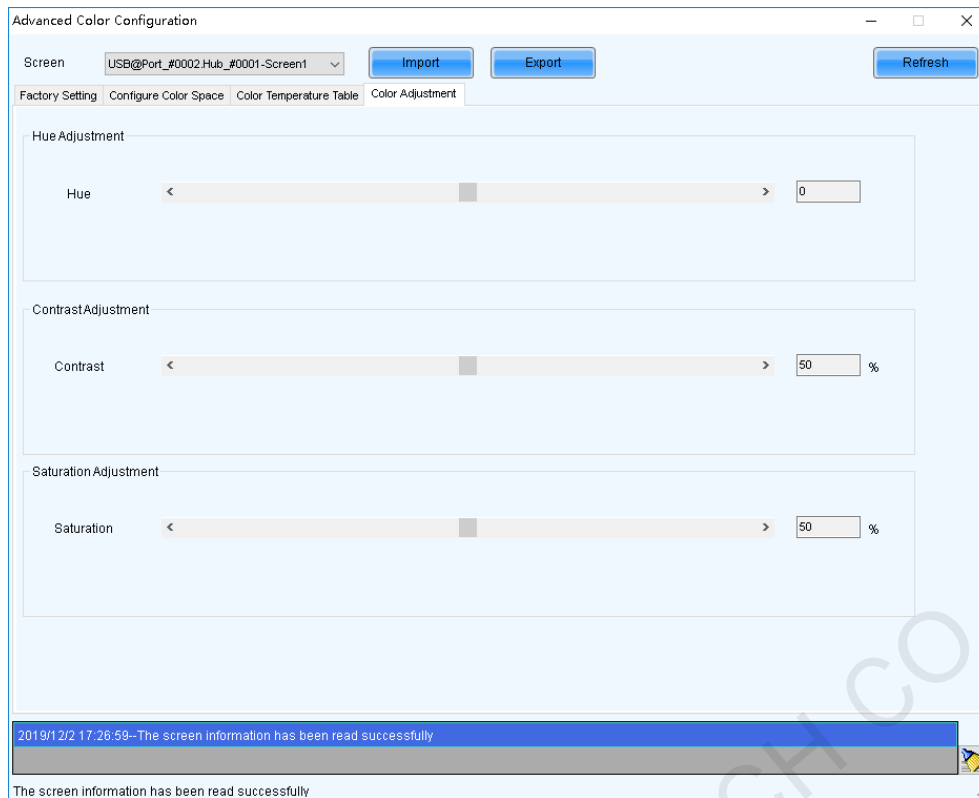 Advanced Color Configuration
Screen USB@Port_#0002.Hub_#0001-Screen1 Import Export Refresh
Factory Setting Configure Color Space Color Temperature Table Color Adjustment
Hue Adjustment
Hue 0
Contrast Adjustment
Contrast 50 %
Saturation Adjustment
Saturation 50 %
GH CO
2019/12/2 17:26:59--The screen information has been read successfully
The screen information has been read successfully